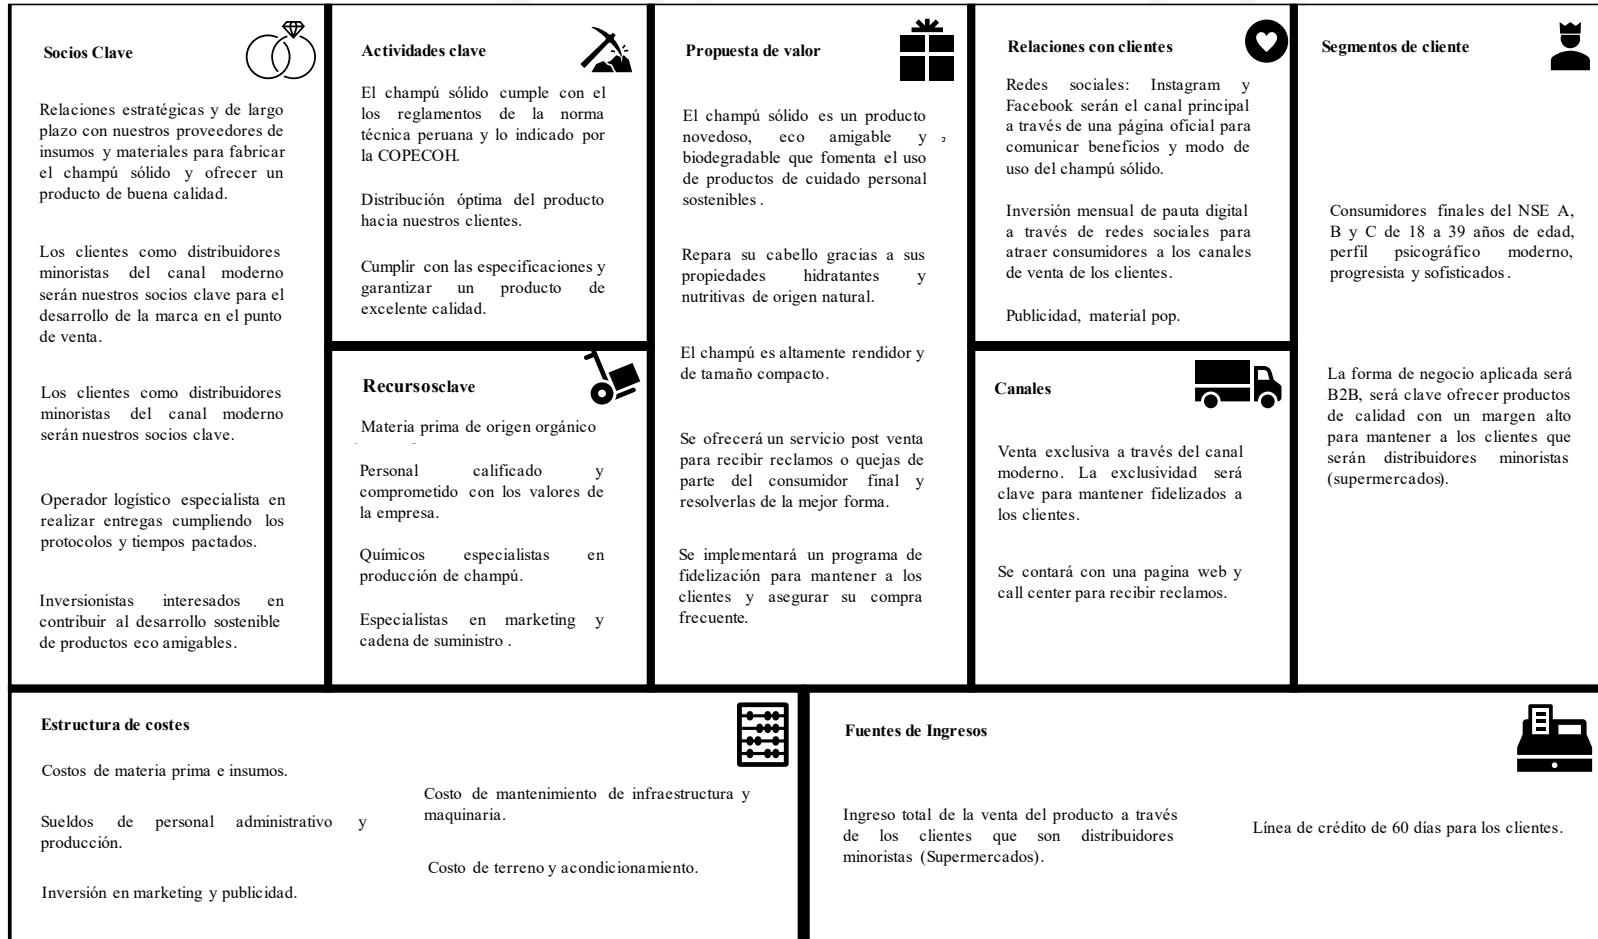 Socios Clave
Relaciones estratégicas y de largo
plazo con nuestros proveedores de
insumos y materiales para fabricar
el champú sólido y ofrecer un
producto de buena calidad.
Los clientes como distribuidores
minoristas del canal moderno
serán nuestros socios clave para el
desarrollo de la marca en el punto
de venta.
Los clientes como distribuidores
minoristas del canal moderno
serán nuestros socios clave.
Operador logístico especialista en
realizar entregas cumpliendo los
protocolos y tiempos pactados.
Inversionistas interesados en
contribuir al desarrollo sostenible
de productos eco amigables.
Actividades clave
El champú sólido cumple con el
los reglamentos de la norma
técnica peruana y lo indicado por
la COPECOH.
Distribución óptima del producto
hacia nuestros clientes.
Cumplir con las especificaciones y
garantizar un producto de
excelente calidad.
Recursosclave
Materia prima de origen orgánico
Personal calificado y
comprometido con los valores de
la empresa.
Químicos especialistas en
producción de champú.
Especialistas en marketing y
cadena de suministro .
Propuesta de valor
El champú sólido es un producto
novedoso, eco amigable y
biodegradable que fomenta el uso
de productos de cuidado personal
sostenibles .
Repara su cabello gracias a sus
propiedades hidratantes y
nutritivas de origen natural.
El champú es altamente rendidor y
de tamaño compacto.
Se ofrecerá un servicio post venta
para recibir reclamos o quejas de
parte del consumidor final y
resolverlas de la mejor forma.
Se implementará un programa de
fidelización para mantener a los
clientes y asegurar su compra
frecuente.
Relaciones con clientes
Redes sociales: Instagram y
Facebook serán el canal principal
a través de una página oficial para
comunicar beneficios y modo de
uso del champú sólido.
Inversión mensual de pauta digital
a través de redes sociales para
atraer consumidores a los canales
de venta de los clientes.
Publicidad, material pop.
Canales
Venta exclusiva a través del canal
moderno. La exclusividad será
clave para mantener fidelizados a
los clientes.
Se contará con una pagina web y
call center para recibir reclamos.
Segmentos de cliente
Consumidores finales del NSE A,
B y C de 18 a 39 años de edad,
perfil psicográfico moderno,
progresista y sofisticados.
La forma de negocio aplicada será
B2B, será clave ofrecer productos
de calidad con un margen alto
para mantener a los clientes que
serán distribuidores minoristas
(supermercados).
Estructura de costes
Costos de materia prima e insumos.
Sueldos de personal administrativo y
producción.
Inversión en marketing y publicidad.
Costo de mantenimiento de infraestructura y
maquinaria.
Costo de terreno y acondicionamiento.
Fuentes de Ingresos
Ingreso total de la venta del producto a través
de los clientes que son distribuidores
minoristas (Supermercados).
Línea de crédito de 60 días para los clientes.